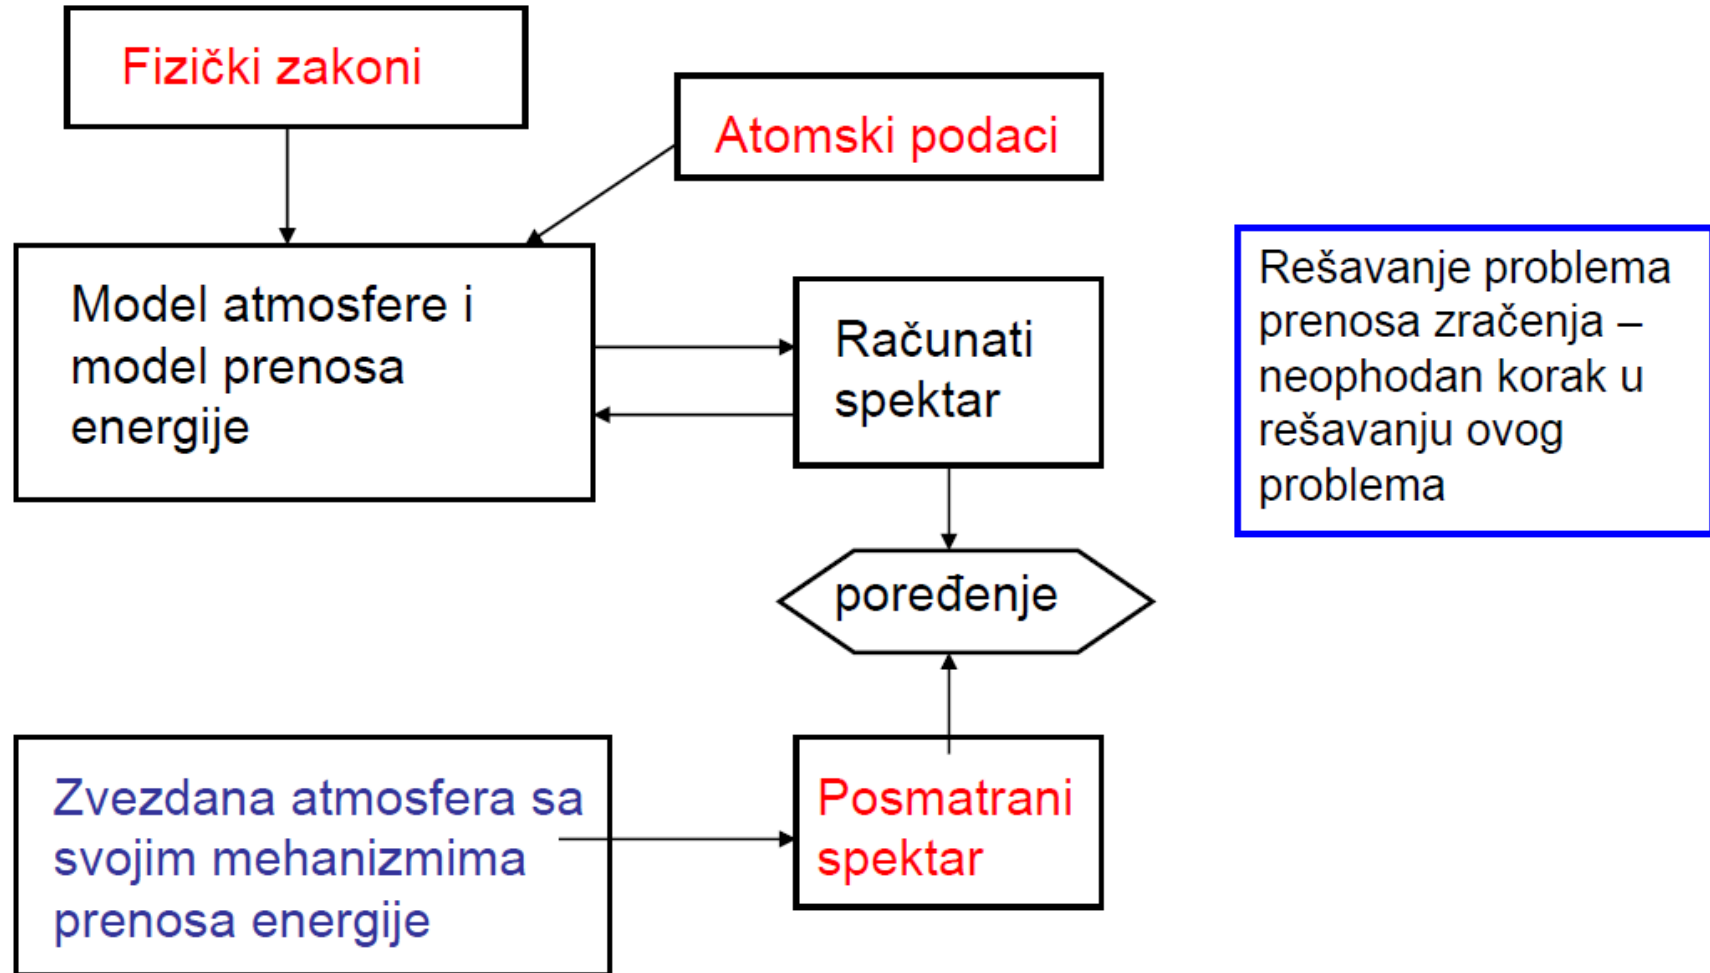 Fizički zakoni
Atomski podaci
Model atmosfere i
model prenosa
energije
Računati
spektar
Rešavanje problema
prenosa zračenja –
neophodan korak u
rešavanju ovog
problema
poređenje
Zvezdana atmosfera sa
svojim mehanizmima
prenosa energije
Posmatrani
spektar